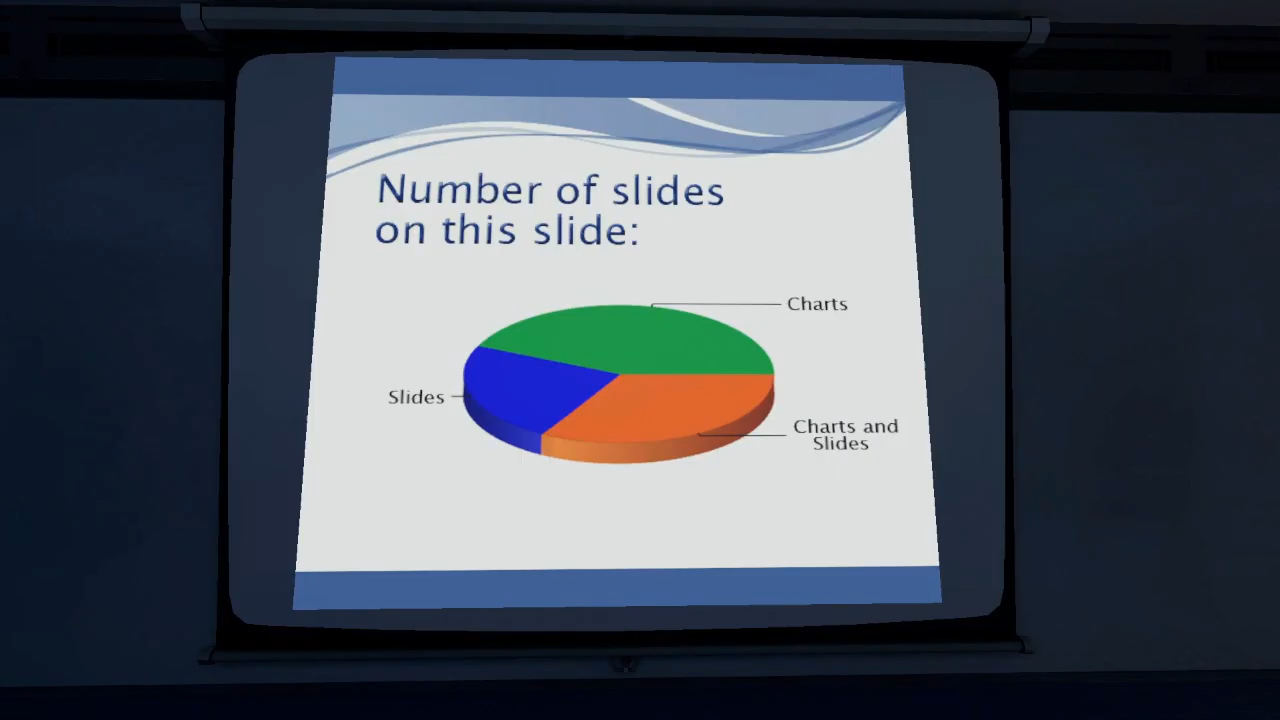 Number of slides
on this slide:
Charts
Slides
Charts and
Slides